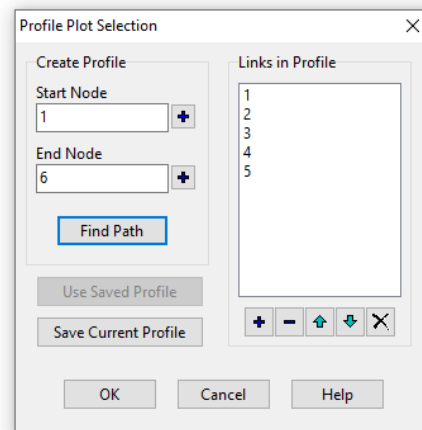 Profile Plot Selection
Create Profile
Start Node
1
End Node
6
Find Path
Use Saved Profile
Save Current Profile
Links in Profile
1
2
3
4
5
OK
Cancel
Help